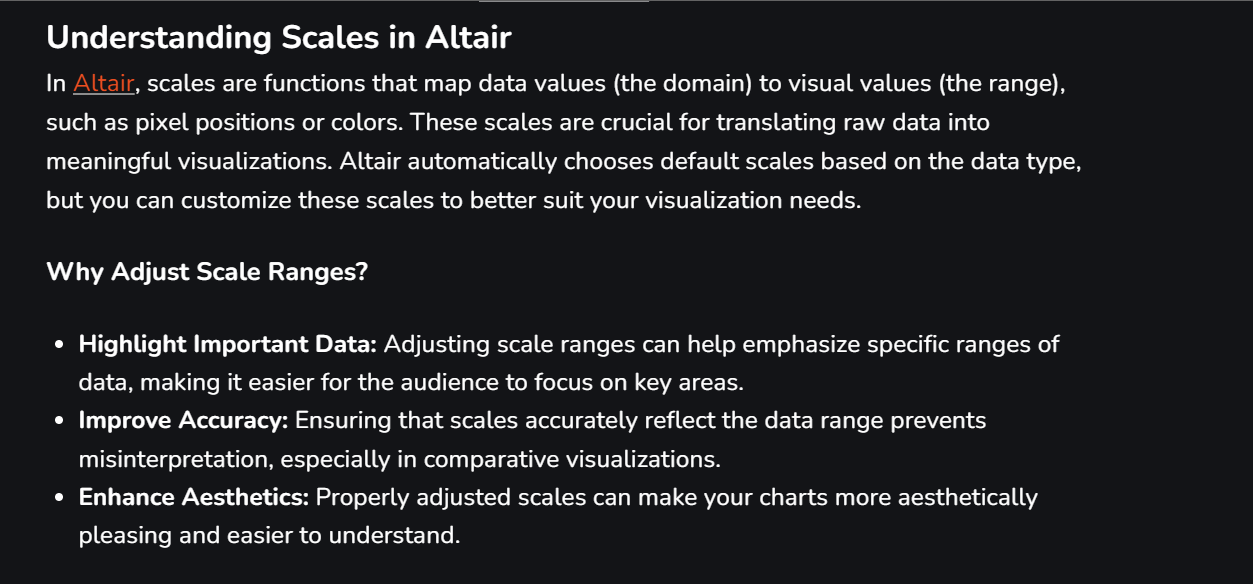 Understanding Scales in Altair
In Altair, scales are functions that map data values (the domain) to visual values (the range),
such as pixel positions or colors. These scales are crucial for translating raw data into
meaningful visualizations. Altair automatically chooses default scales based on the data type,
but you can customize these scales to better suit your visualization needs.
Why Adjust Scale Ranges?
• Highlight Important Data: Adjusting scale ranges can help emphasize specific ranges of
data, making it easier for the audience to focus on key areas.
• Improve Accuracy: Ensuring that scales accurately reflect the data range prevents
misinterpretation, especially in comparative visualizations.
• Enhance Aesthetics: Properly adjusted scales can make your charts more aesthetically
pleasing and easier to understand.